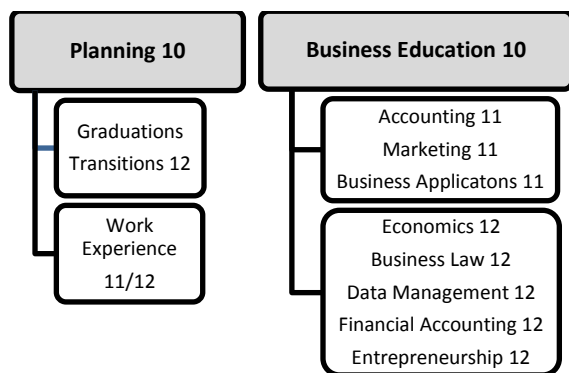 Planning 10
Graduations
Transitions 12
Work
Experience
11/12
Business Education 10
Accounting 11
Marketing 11
Business Applicatons 11
Economics 12
Business Law 12
Data Management 12
Financial Accounting 12
Entrepreneurship 12